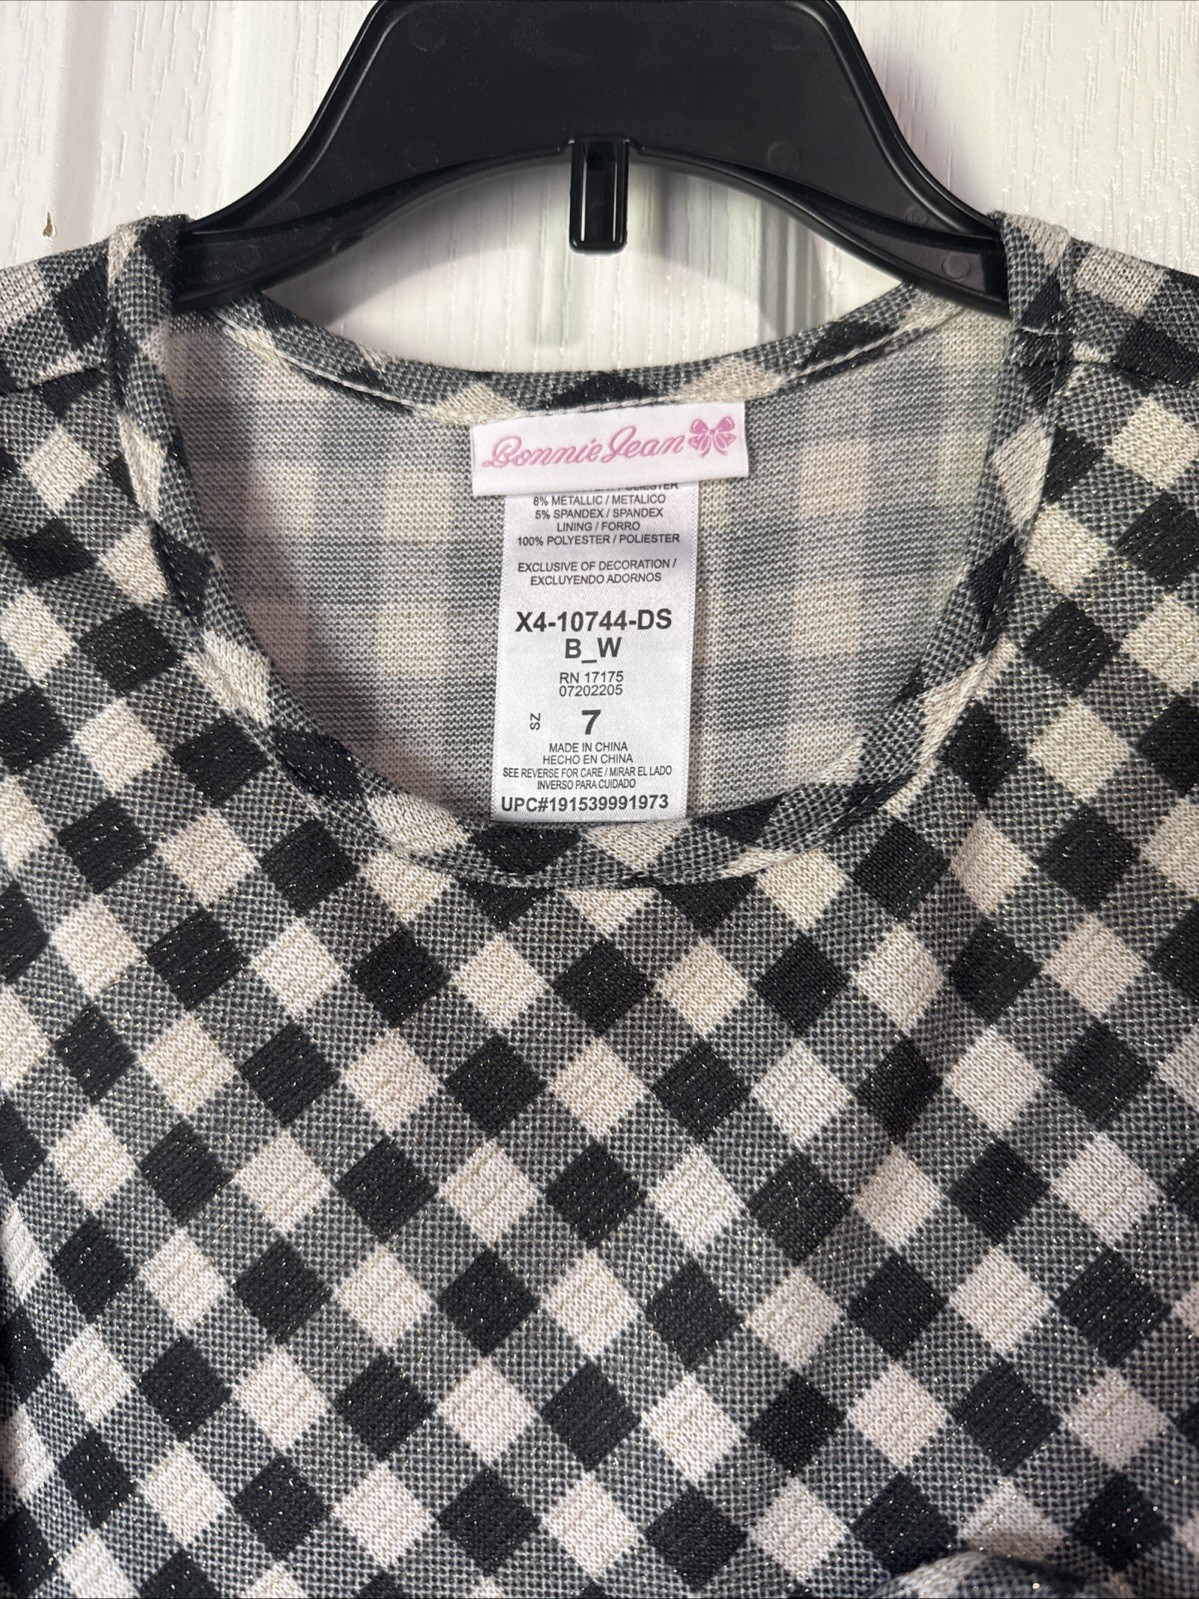 Bonnie Jean
POLIESTER
8% METALLIC / METALICO
5% SPANDEX / SPANDEX
LINING / FORRO
100% POLYESTER / POLIESTER
EXCLUSIVE OF DECORATION /
EXCLUYENDO ADORNOS
X4-10744-DS
B_W
RN 17175
07202205
SZ 7
MADE IN CHINA
HECHO EN CHINA
SEE REVERSE FOR CARE / MIRAR EL LADO
INVERSO PARA CUIDADO
UPC#191539991973